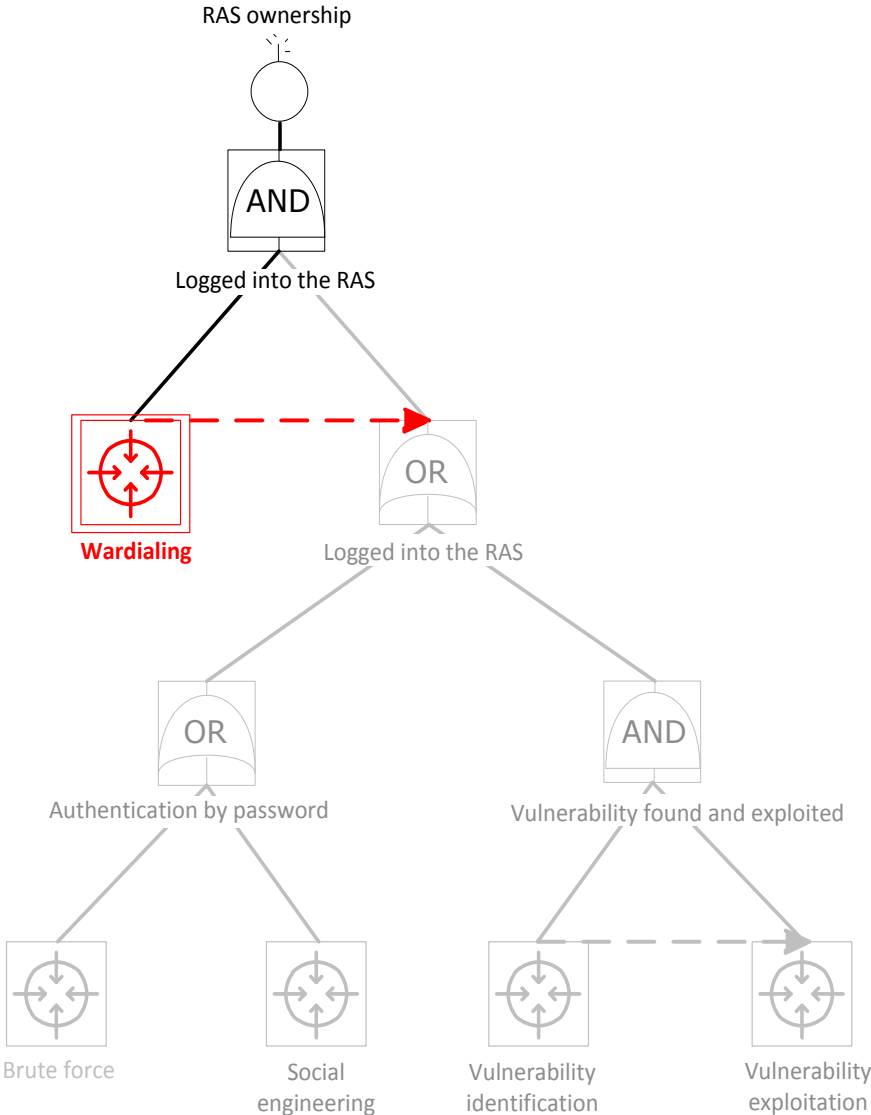 RAS ownership
AND
Logged into the RAS
OR
Wardialing
Logged into the RAS
OR
AND
Authentication by password
Vulnerability found and exploited
Brute force
Social
engineering
Vulnerability
identification
Vulnerability
exploitation